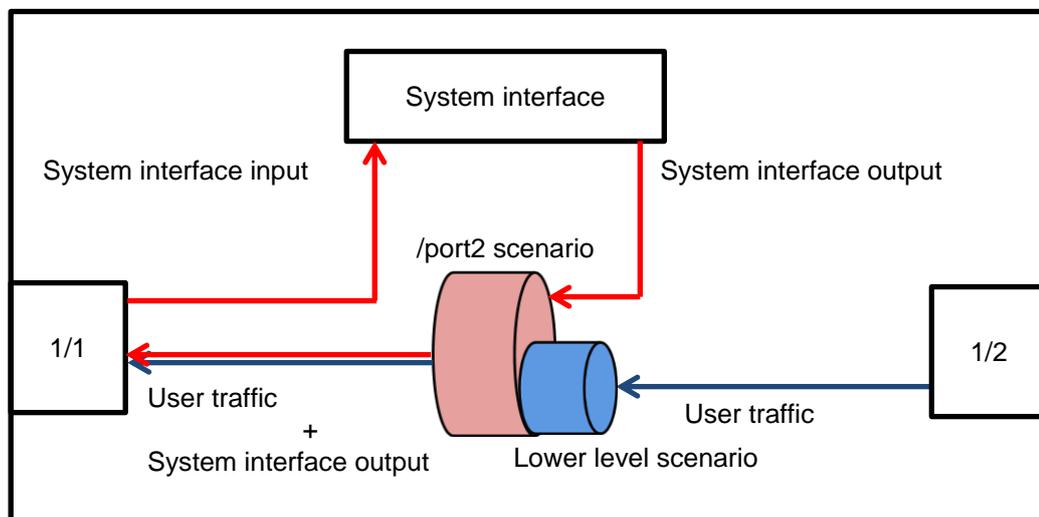 System interface
System interface input
System interface output
/port2 scenario
1/1
1/2
User traffic
+
System interface output
User traffic
Lower level scenario